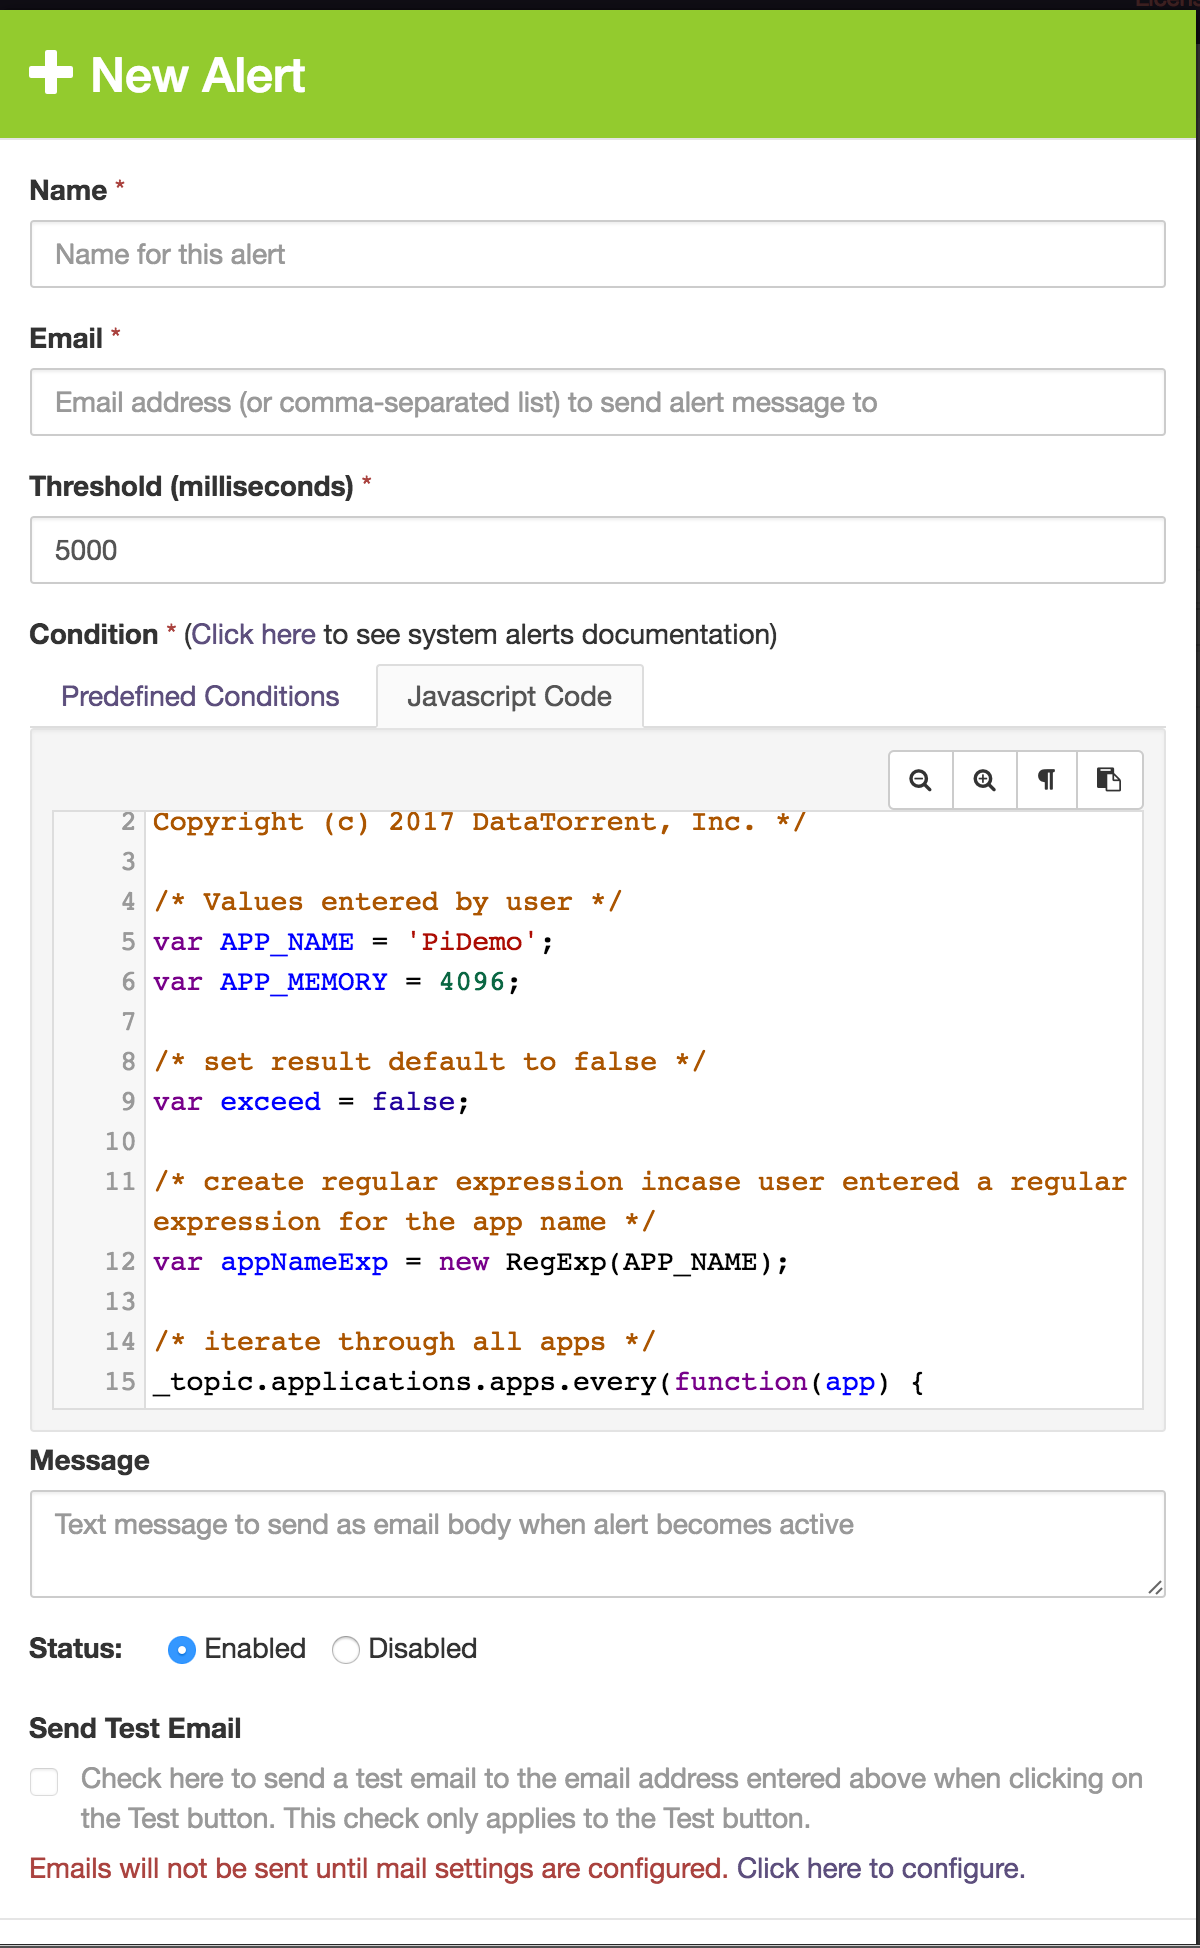 New Alert
Name *
Name for this alert
Email *
Email address (or comma-separated list) to send alert message to
Threshold (milliseconds) *
5000
Condition * (Click here to see system alerts documentation)
Predefined Conditions Javascript Code
2 Copyright (c) 2017 DataTorrent, Inc. */
3
4 /* Values entered by user */
5 var APP_NAME = 'PiDemo';
6 var APP_MEMORY = 4096;
7
8 /* set result default to false */
9 var exceed = false;
10
11 /* create regular expression incase user entered a regular
expression for the app name */
12 var appNameExp = new RegExp(APP_NAME);
13
14 /* iterate through all apps */
15 _topic.applications.apps.every(function(app) {
Message
Text message to send as email body when alert becomes active
Status: Enabled Disabled
Send Test Email
Check here to send a test email to the email address entered above when clicking on
the Test button. This check only applies to the Test button.
Emails will not be sent until mail settings are configured. Click here to configure.